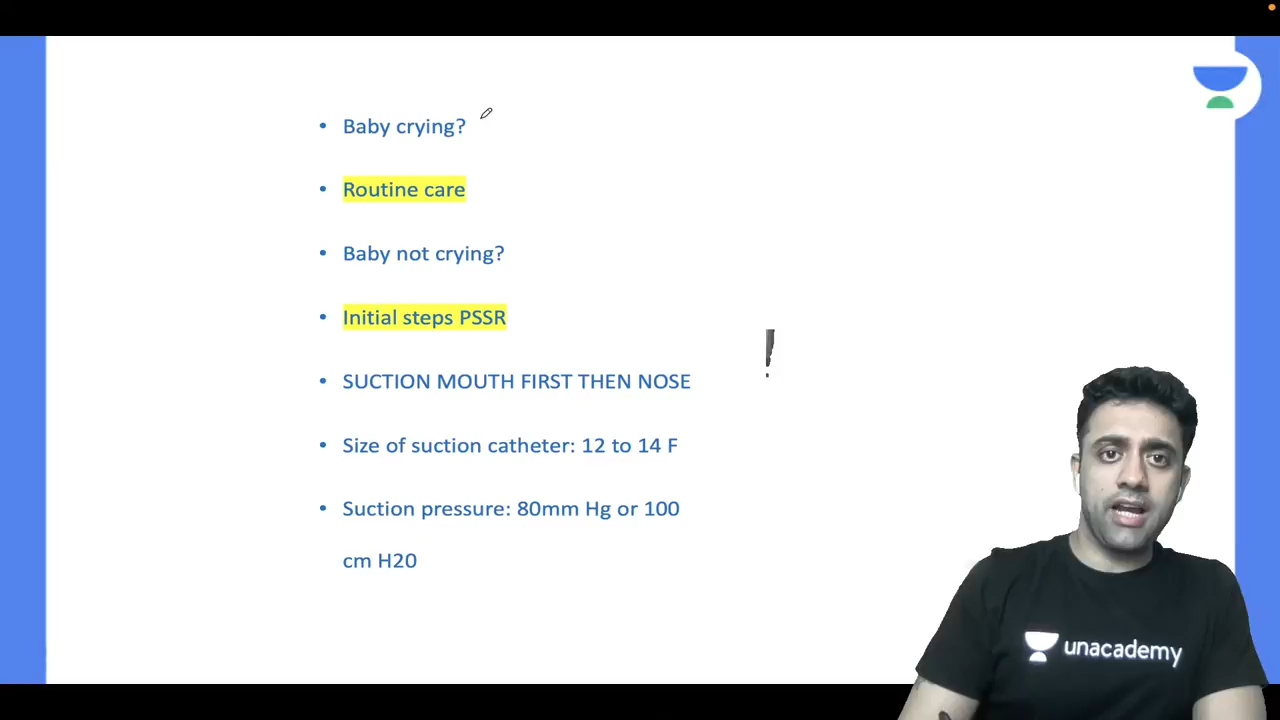 • Baby crying?
• Routine care
• Baby not crying?
• Initial steps PSSR
• SUCTION MOUTH FIRST THEN NOSE
• Size of suction catheter: 12 to 14 F
• Suction pressure: 80mm Hg or 100
cm H20
unacademy